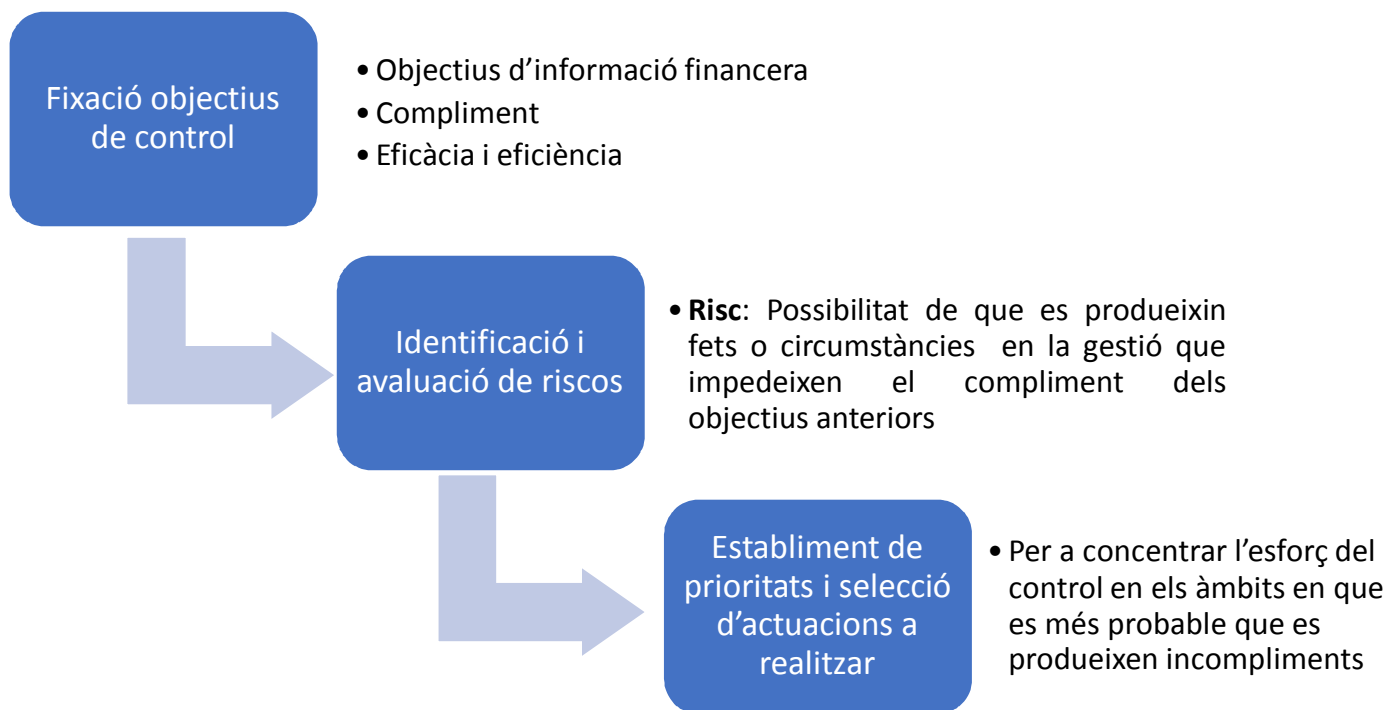 Fixació objectius
de control
• Objectius d’informació financera
• Compliment
• Eficàcia i eficiència
Identificació i
avaluació de riscos
• Risc: Possibilitat de que es produeixin
fets o circumstàncies en la gestió que
impedeixen el compliment dels
objectius anteriors
Establiment de
prioritats i selecció
d’actuacions a
realitzar
• Per a concentrar l’esforç del
control en els àmbits en que
es més probable que es
produeixen incompliments